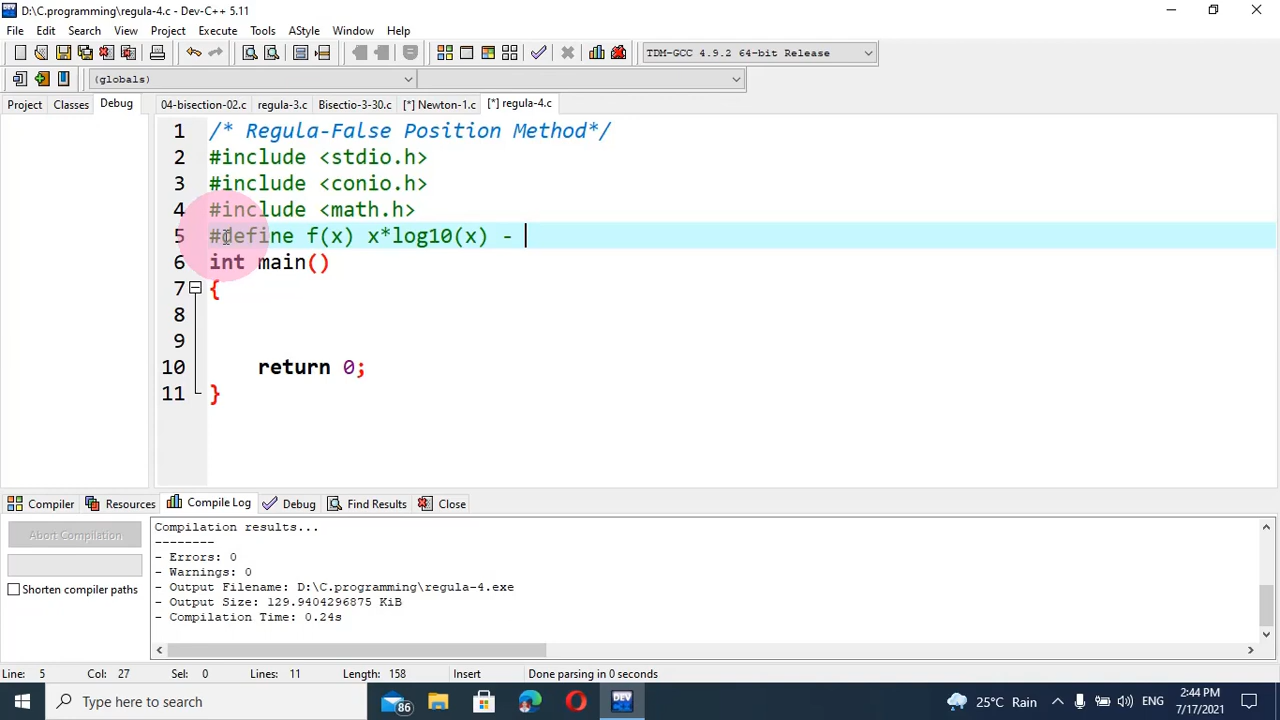 D:\C.programming\regula-4.c - Dev-C++ 5.11
File Edit Search View Project Execute Tools AStyle Window Help
TDM-GCC 4.9.2 64-bit Release
(globals)
Project Classes Debug 04-bisection-02.c regula-3.c Bisectio-3-30.c [*] Newton-1.c [*] regula-4.c
1 /* Regula-False Position Method*/
2 #include <stdio.h>
3 #include <conio.h>
4 #include <math.h>
5 #define f(x) x*log10(x) -
6 int main()
7 {
8
9
10 return 0;
11 }
Compiler Resources Compile Log Debug Find Results Close
Abort Compilation
Shorten compiler paths
Compilation results...
--------
- Errors: 0
- Warnings: 0
- Output Filename: D:\C.programming\regula-4.exe
- Output Size: 129.9404296875 KiB
- Compilation Time: 0.24s
Line: 5 Col: 27 Sel: 0 Lines: 11 Length: 158 Insert Done parsing in 0 seconds
Type here to search
86
DEV
25°C Rain
ENG
2:44 PM
7/17/2021